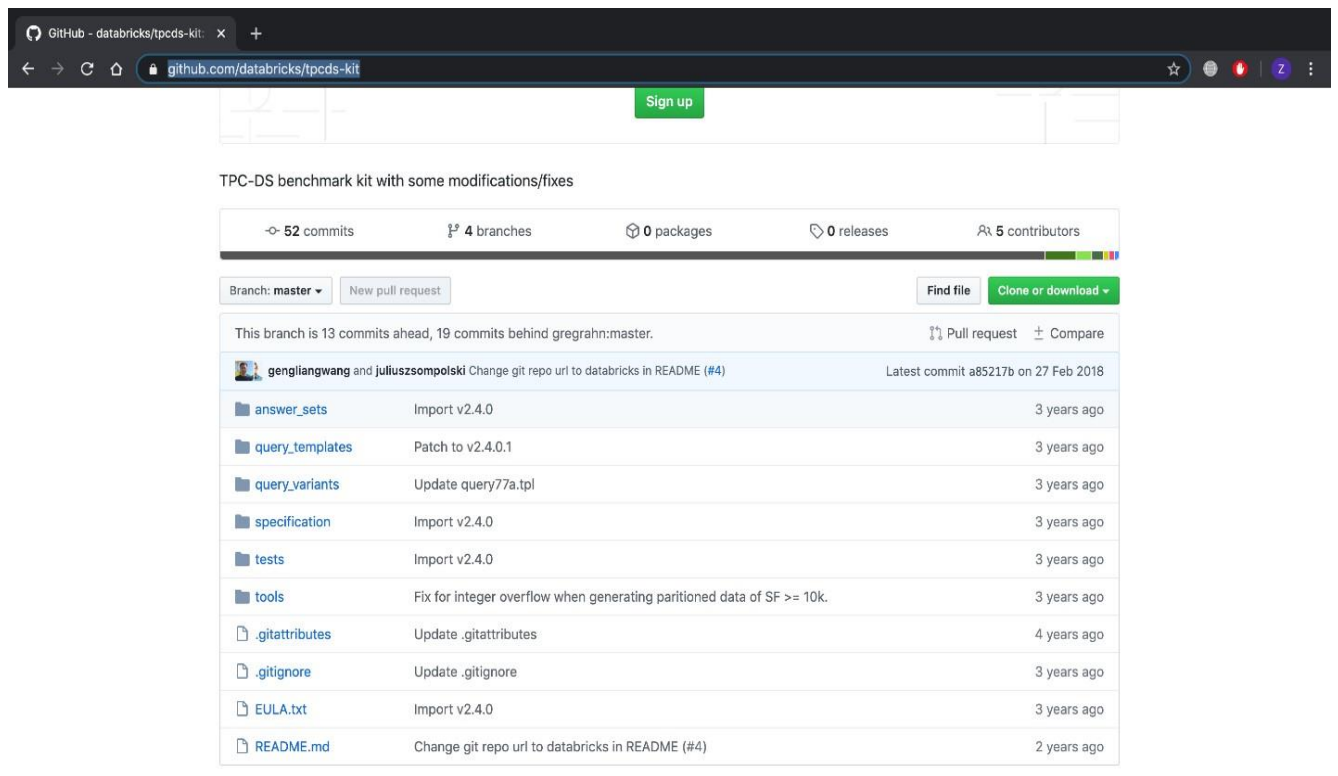 GitHub - databricks/tpcds-kit:
github.com/databricks/tpcds-kit
Z
Sign up
TPC-DS benchmark kit with some modifications/fixes
52 commits 4 branches 0 packages 0 releases 5 contributors
Branch: master New pull request Find file Clone or download
This branch is 13 commits ahead, 19 commits behind gregrahn:master. Pull request Compare
gengliangwang and juliuszsompolski Change git repo url to databricks in README (#4) Latest commit a85217b on 27 Feb 2018
answer_sets Import v2.4.0 3 years ago
query_templates Patch to v2.4.0.1 3 years ago
query_variants Update query77a.tpl 3 years ago
specification Import v2.4.0 3 years ago
tests Import v2.4.0 3 years ago
tools Fix for integer overflow when generating paritioned data of SF >= 10k. 3 years ago
.gitattributes Update .gitattributes 4 years ago
.gitignore Update .gitignore 3 years ago
EULA.txt Import v2.4.0 3 years ago
README.md Change git repo url to databricks in README (#4) 2 years ago